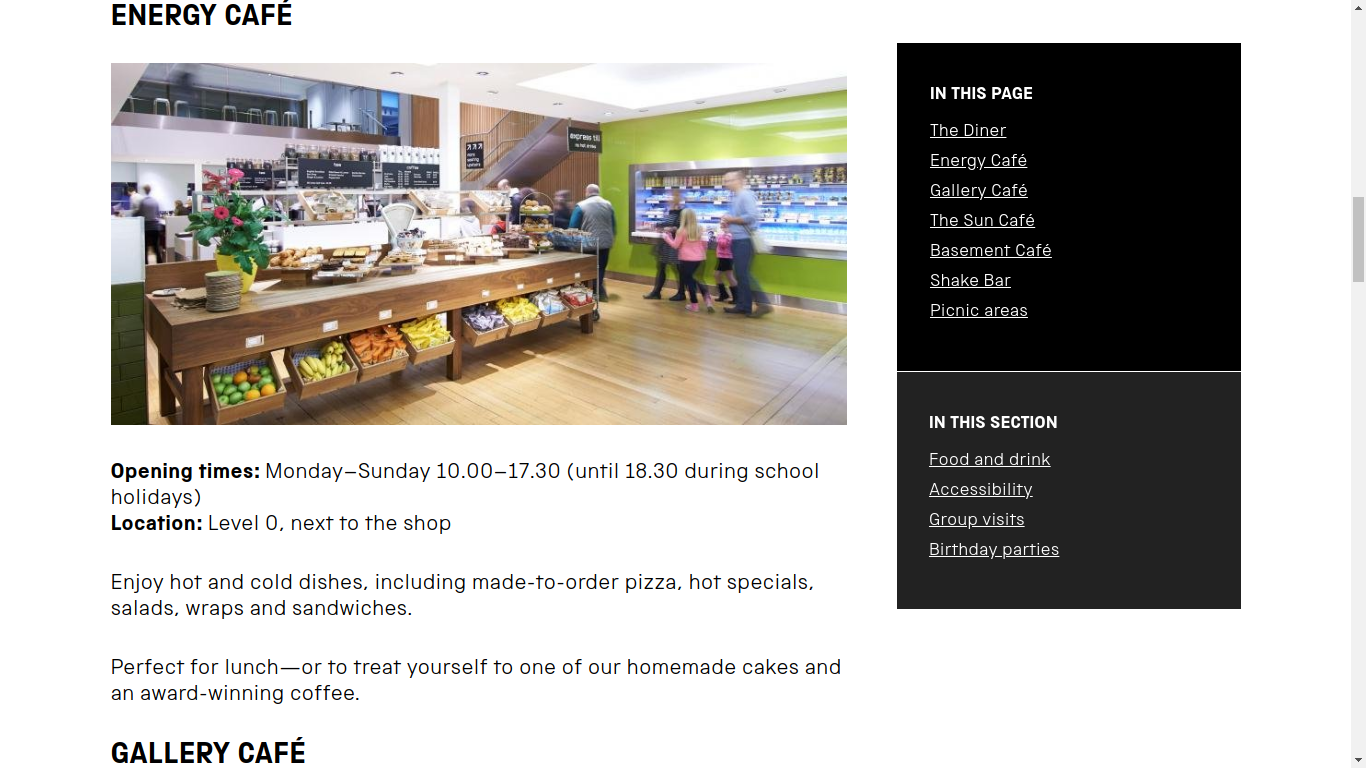 ENERGY CAFÉ
express till
Opening times: Monday–Sunday 10.00–17.30 (until 18.30 during school
holidays)
Location: Level 0, next to the shop
Enjoy hot and cold dishes, including made-to-order pizza, hot specials,
salads, wraps and sandwiches.
Perfect for lunch—or to treat yourself to one of our homemade cakes and
an award-winning coffee.
GALLERY CAFÉ
IN THIS PAGE
The Diner
Energy Café
Gallery Café
The Sun Café
Basement Café
Shake Bar
Picnic areas
IN THIS SECTION
Food and drink
Accessibility
Group visits
Birthday parties